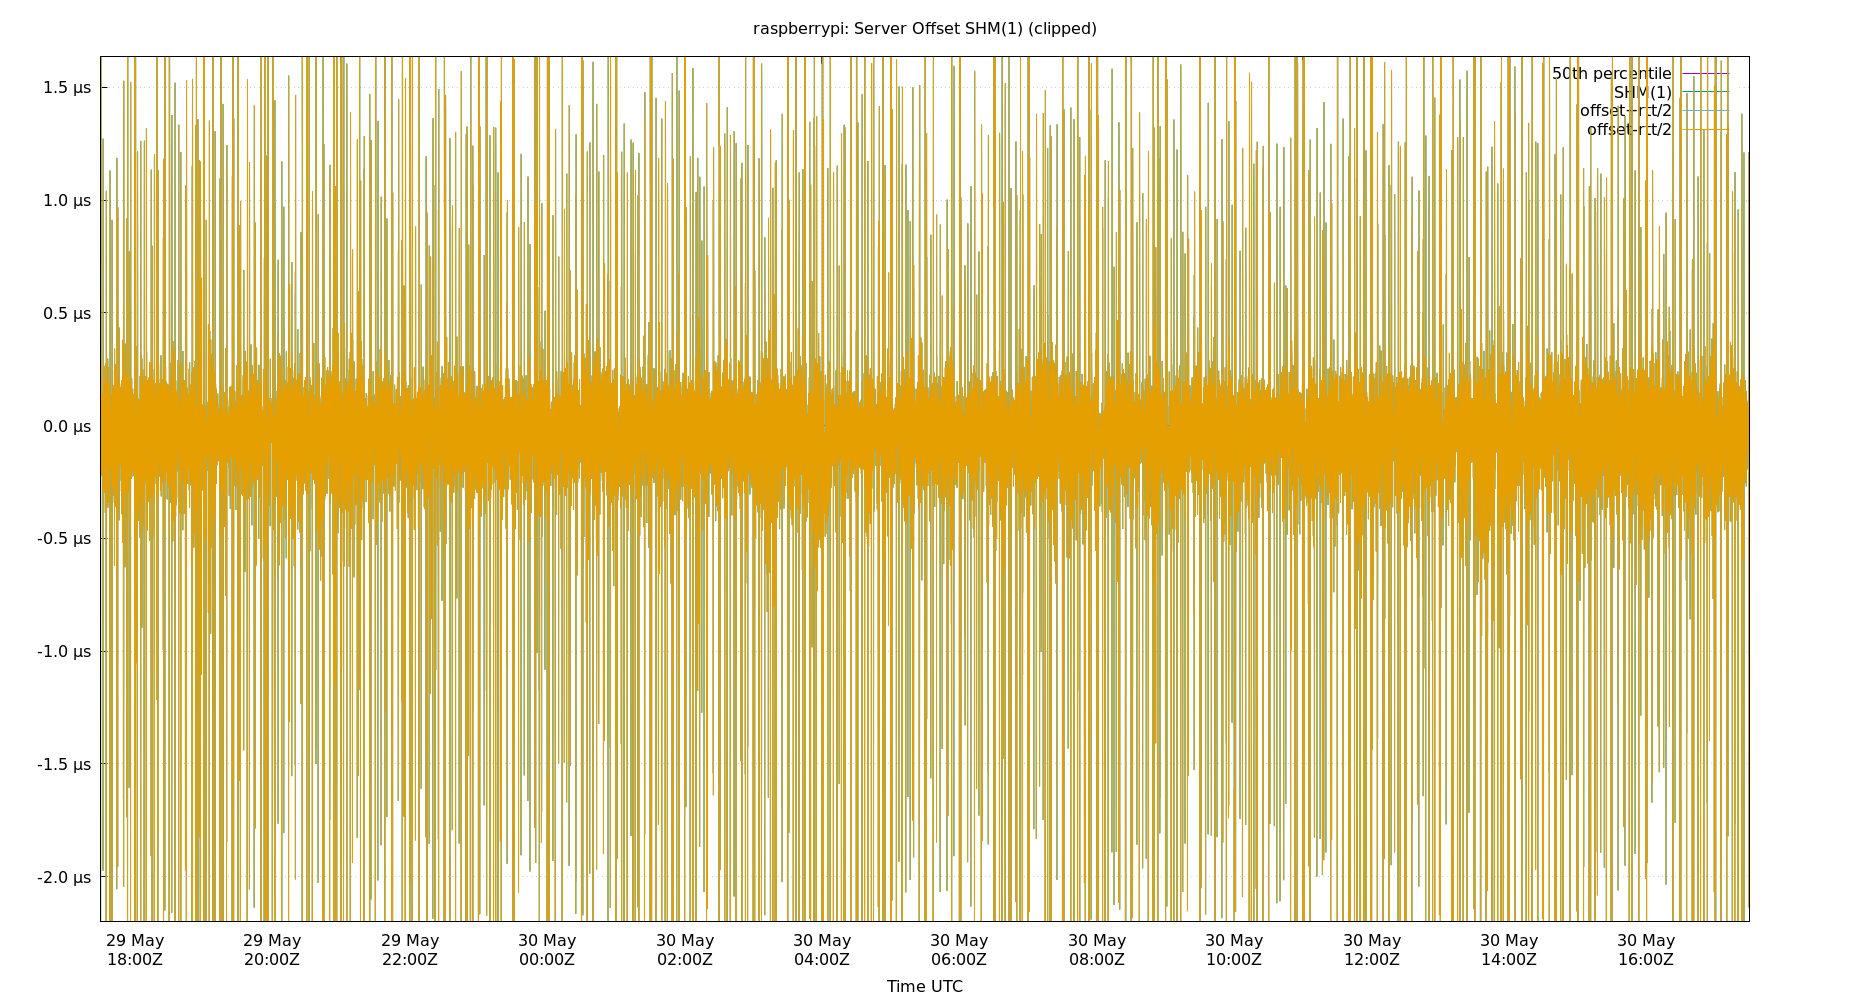 raspberrypi: Server Offset SHM(1) (clipped)
50th percentile
SHM(1)
offset+rtt/2
offset-rtt/2
1.5 µs
1.0 µs
0.5 µs
0.0 µs
-0.5 µs
-1.0 µs
-1.5 µs
-2.0 µs
29 May 29 May 29 May 30 May 30 May 30 May 30 May 30 May 30 May 30 May 30 May 30 May
18:00Z 20:00Z 22:00Z 00:00Z 02:00Z 04:00Z 06:00Z 08:00Z 10:00Z 12:00Z 14:00Z 16:00Z
Time UTC